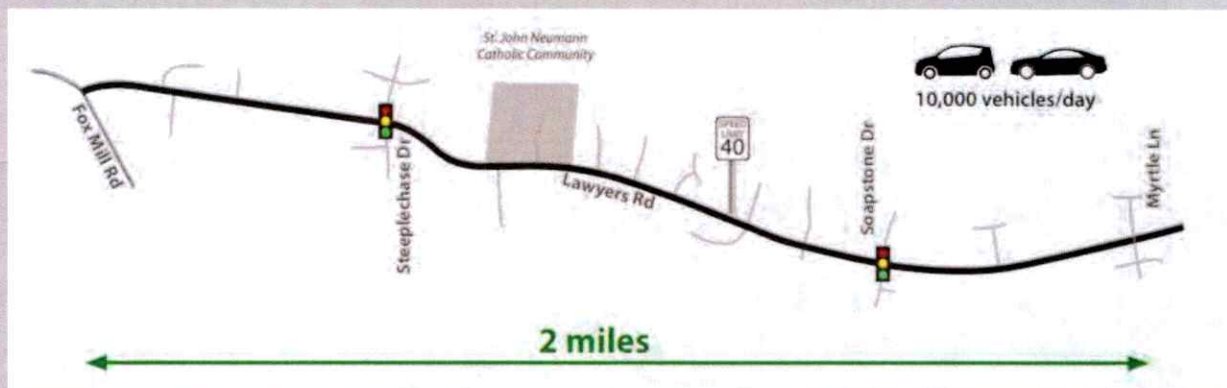 St. John Neumann
Catholic Community
10,000 vehicles/day
Fox Mill Rd
Steeplechase Dr
Lawyers Rd
SPEED
LIMIT
40
Soapstone Dr
Myrtle Ln
2 miles